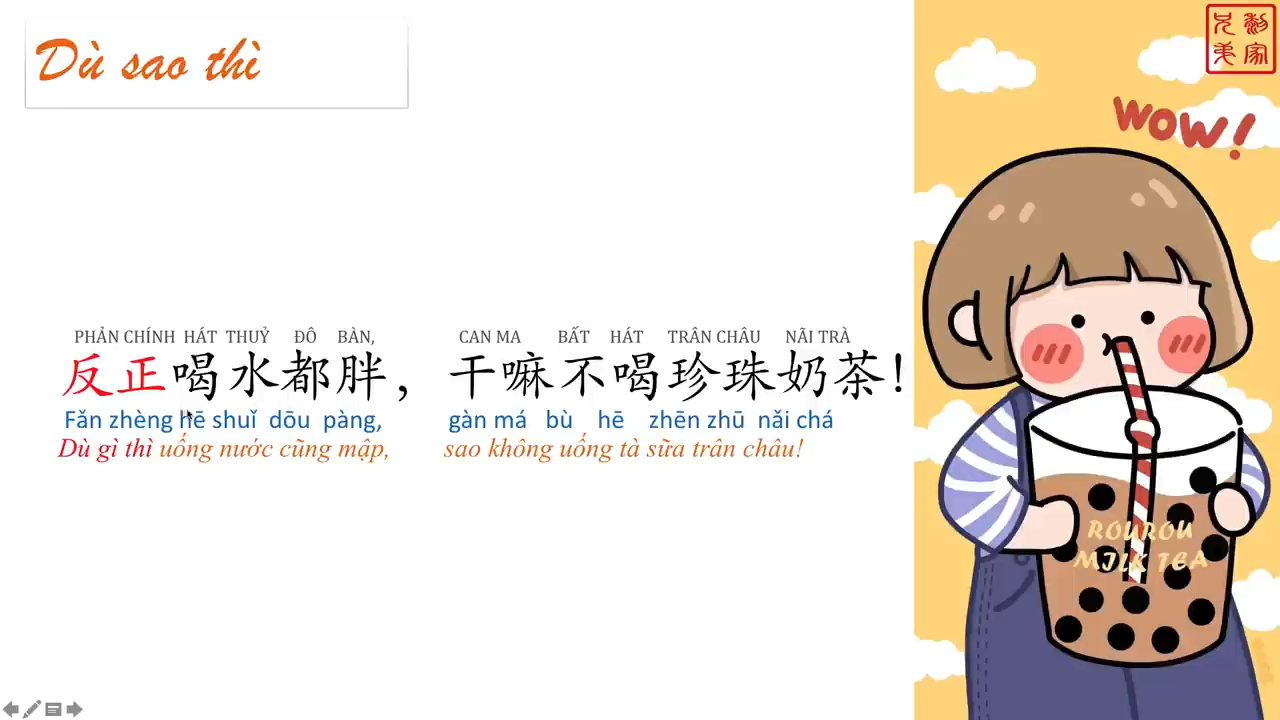 Dù sao thì
PHẢN CHÍNH HÁT THUỶ ĐÔ BÀN, CAN MA BẤT HÁT TRÂN CHÂU NÃI TRÀ
反正喝水都胖，干嘛不喝珍珠奶茶！
Fǎn zhèng hē shuǐ dōu pàng, gàn má bù hē zhēn zhū nǎi chá
Dù gì thì uống nước cũng mập, sao không uống tà sữa trân châu!
WOW!
ROUROU
MILK TEA